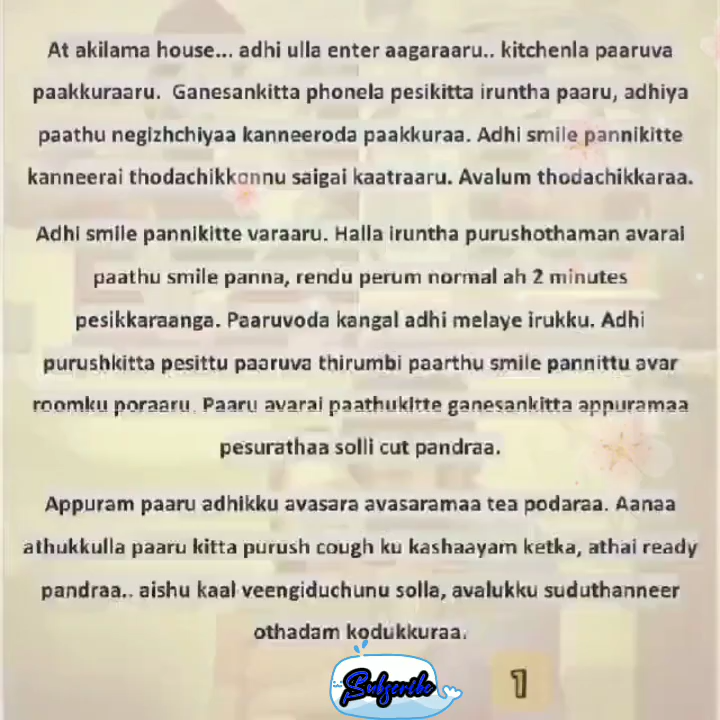 At akilama house... adhi ulla enter aagaraaru.. kitchenla paaruva
paakkuraaru. Ganesankitta phonela pesikitta iruntha paaru, adhiya
paathu negizhchiyaa kanneeroda paakkuraa. Adhi smile pannikitte
kanneerai thodachikkonnu saigai kaatraaru. Avalum thodachikkaraa.
Adhi smile pannikitte varaaru. Halla iruntha purushothaman avarai
paathu smile panna, rendu perum normal ah 2 minutes
pesikkaraanga. Paaruvoda kangal adhi melaye irukku. Adhi
purushkitta pesittu paaruva thirumbi paarthu smile pannittu avar
roomku poraaru. Paaru avarai paathukitte ganesankitta appuramaa
pesurathaa solli cut pandraa.
Appuram paaru adhikku avasara avasaramaa tea podaraa. Aanaa
athukkulla paaru kitta purush cough ku kashaayam ketka, athai ready
pandraa.. aishu kaal veengiduchunu solla, avalukku suduthanneer
othadam kodukkuraa.
Subscribe
1